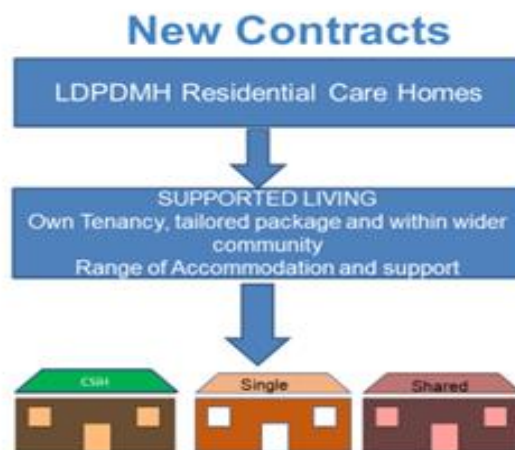 New Contracts
LDPDMH Residential Care Homes
SUPPORTED LIVING
Own Tenancy, tailored package and within wider
community
Range of Accommodation and support
CSiH
Single
Shared